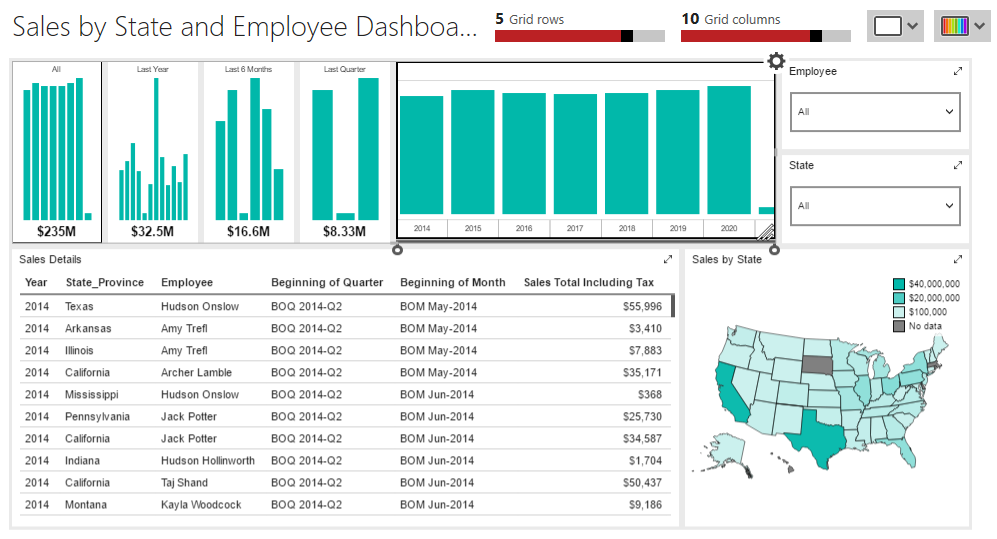 Sales by State and Employee Dashboa...
5 Grid rows
10 Grid columns
All
Last Year
Last 6 Months
Last Quarter
$235M
$32.5M
$16.6M
$8.33M
2014 2015 2016 2017 2018 2019 2020
Employee
All
State
All
Sales Details
Year State_Province Employee Beginning of Quarter Beginning of Month Sales Total Including Tax
2014 Texas Hudson Onslow BOQ 2014-Q2 BOM May-2014 $55,996
2014 Arkansas Amy Trefl BOQ 2014-Q2 BOM May-2014 $3,410
2014 Illinois Amy Trefl BOQ 2014-Q2 BOM May-2014 $7,883
2014 California Archer Lamble BOQ 2014-Q2 BOM May-2014 $35,171
2014 Mississippi Hudson Onslow BOQ 2014-Q2 BOM Jun-2014 $368
2014 Pennsylvania Jack Potter BOQ 2014-Q2 BOM Jun-2014 $25,730
2014 California Jack Potter BOQ 2014-Q2 BOM Jun-2014 $34,587
2014 Indiana Hudson Hollinworth BOQ 2014-Q2 BOM Jun-2014 $1,704
2014 California Taj Shand BOQ 2014-Q2 BOM Jun-2014 $50,437
2014 Montana Kayla Woodcock BOQ 2014-Q2 BOM Jun-2014 $9,186
Sales by State
$40,000,000
$20,000,000
$100,000
No data